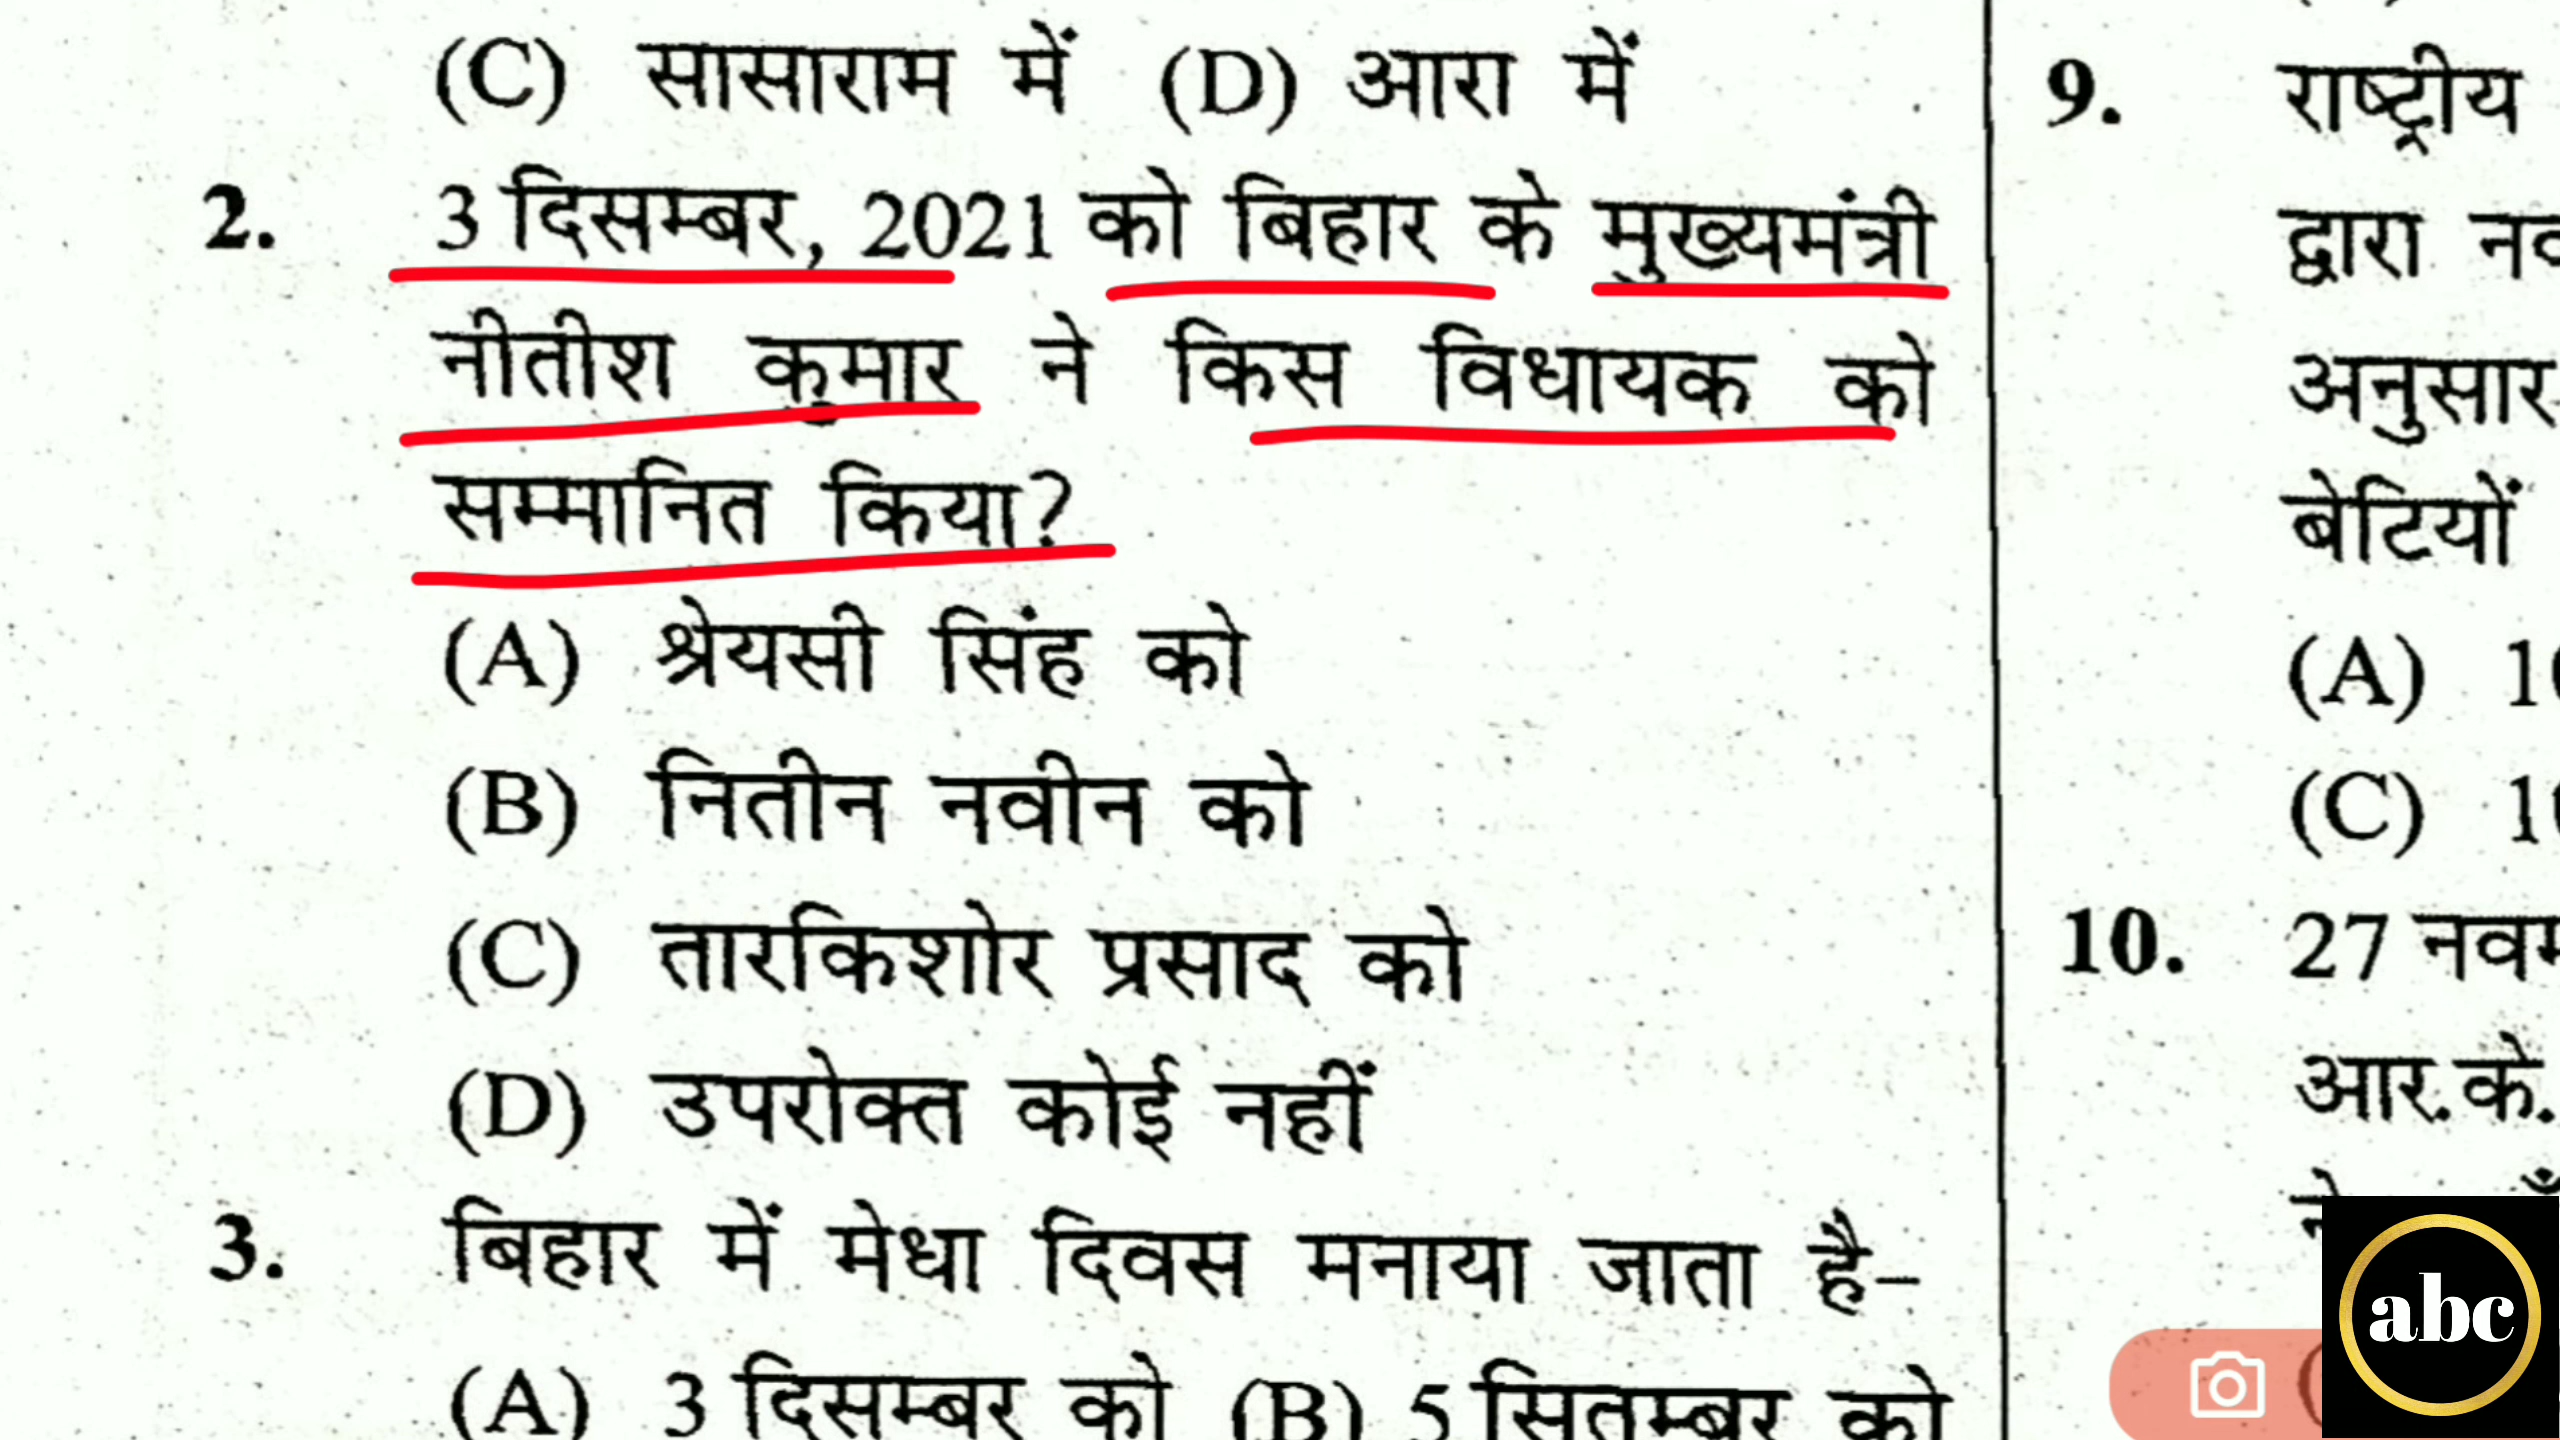 (C) सासाराम में (D) आरा में
2. 3 दिसम्बर, 2021 को बिहार के मुख्यमंत्री
नीतीश कुमार ने किस विधायक को
सम्मानित किया?
(A) श्रेयसी सिंह को
(B) नितीन नवीन को
(C) तारकिशोर प्रसाद को
(D) उपरोक्त कोई नहीं
3. बिहार में मेधा दिवस मनाया जाता है–
(A) 3 दिसम्बर को (B) 5 सितम्बर को
9. राष्ट्रीय
द्वारा
अनुसार
बेटियों
(A)
(C)
10. 27
आर.के.
abc